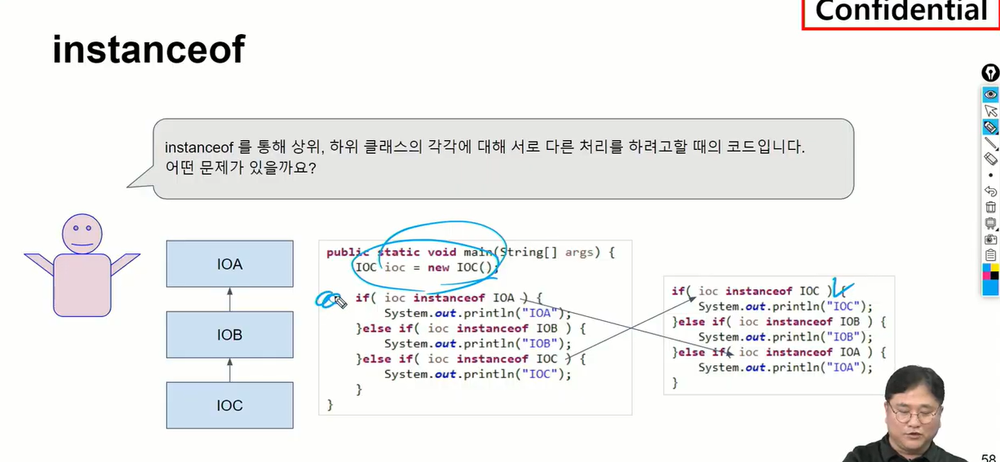 Confidential
instanceof
instanceof 를 통해 상위, 하위 클래스의 각각에 대해 서로 다른 처리를 하려고할 때의 코드입니다.
어떤 문제가 있을까요?
IOA
IOB
IOC
public static void main(String[] args) {
IOC ioc = new IOC();
if( ioc instanceof IOA ) {
System.out.println("IOA");
}else if( ioc instanceof IOB ) {
System.out.println("IOB");
}else if( ioc instanceof IOC ) {
System.out.println("IOC");
}
}
if( ioc instanceof IOC ) {
System.out.println("IOC");
}else if( ioc instanceof IOB ) {
System.out.println("IOB");
}else if( ioc instanceof IOA ) {
System.out.println("IOA");
}
58